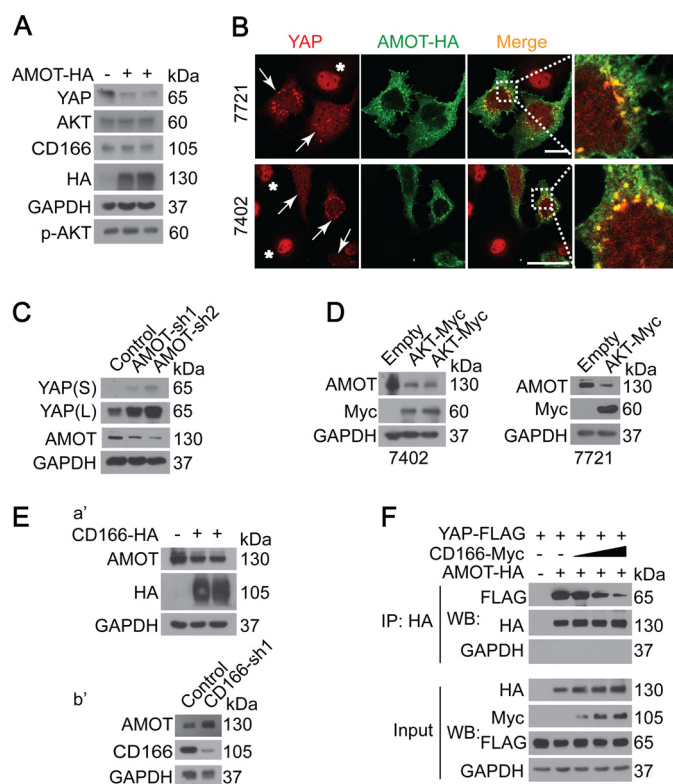 A
AMOT-HA - + + kDa
YAP 65
AKT 60
CD166 105
HA 130
GAPDH 37
p-AKT 60
B
YAP AMOT-HA Merge
7721
*
7402
*
*
C
Control AMOT-sh1 AMOT-sh2
kDa
YAP(S) 65
YAP(L) 65
AMOT 130
GAPDH 37
D
Empty AKT-Myc AKT-Myc
kDa
AMOT 130
Myc 60
GAPDH 37
7402
Empty AKT-Myc
kDa
AMOT 130
Myc 60
GAPDH 37
7721
E
a'
CD166-HA - + + kDa
AMOT 130
HA 105
GAPDH 37
b'
Control CD166-sh1
kDa
AMOT 130
CD166 105
GAPDH 37
F
YAP-FLAG + + + + +
CD166-Myc - -
AMOT-HA - + + + + kDa
IP: HA WB:
FLAG 65
HA 130
GAPDH 37
Input WB:
HA 130
Myc 105
FLAG 65
GAPDH 37